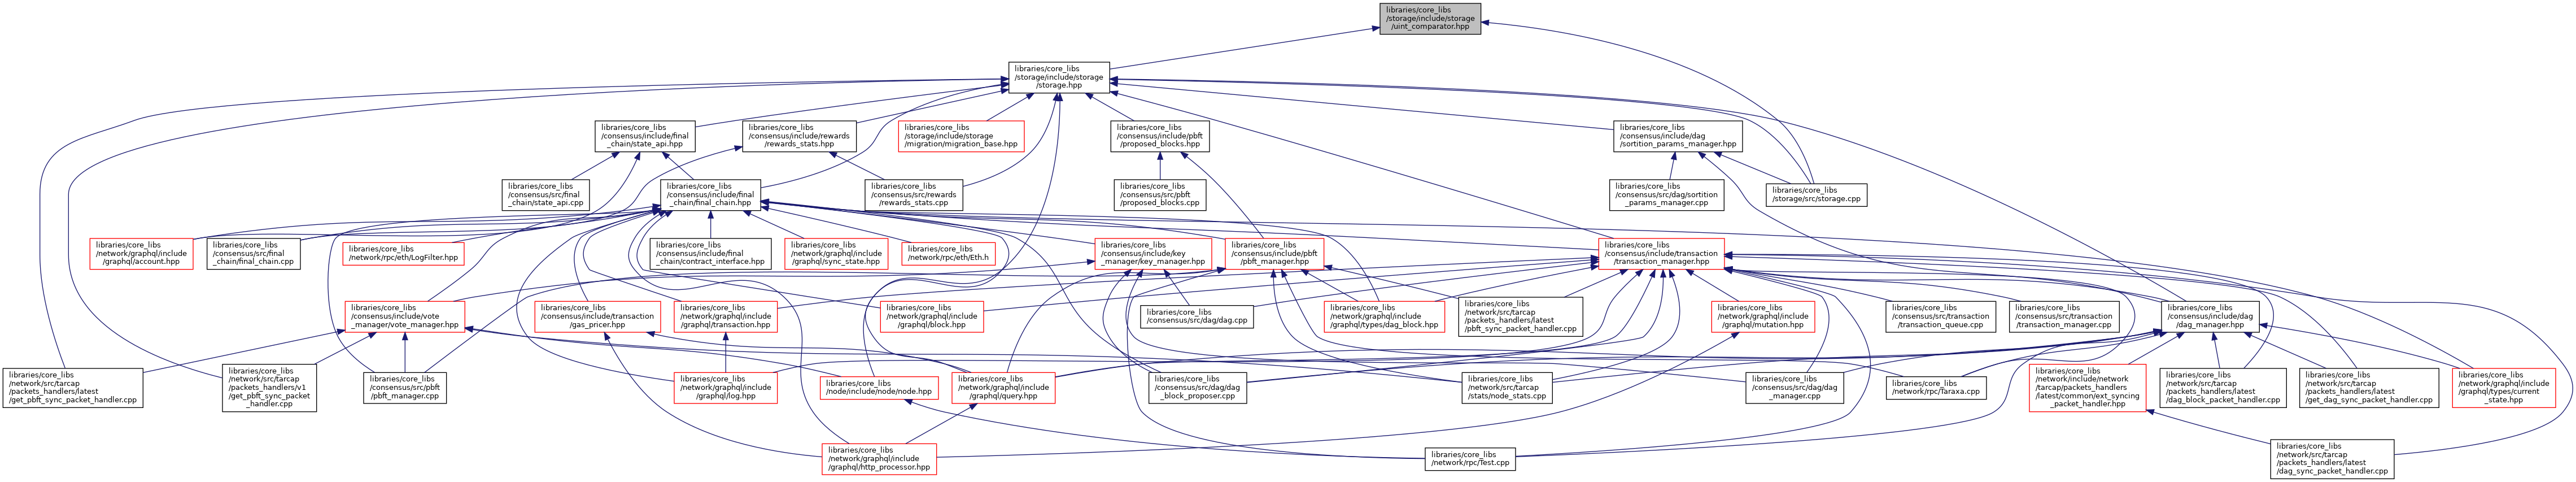 libraries/core_libs
/storage/include/storage
/uint_comparator.hpp
libraries/core_libs
/storage/include/storage
/storage.hpp
libraries/core_libs
/consensus/include/final
_chain/state_api.hpp
libraries/core_libs
/consensus/include/rewards
/rewards_stats.hpp
libraries/core_libs
/storage/include/storage
/migration/migration_base.hpp
libraries/core_libs
/consensus/include/pbft
/proposed_blocks.hpp
libraries/core_libs
/consensus/include/dag
/sortition_params_manager.hpp
libraries/core_libs
/consensus/src/final
_chain/state_api.cpp
libraries/core_libs
/consensus/include/final
_chain/final_chain.hpp
libraries/core_libs
/consensus/src/rewards
/rewards_stats.cpp
libraries/core_libs
/consensus/src/pbft
/proposed_blocks.cpp
libraries/core_libs
/consensus/src/dag/sortition
_params_manager.cpp
libraries/core_libs
/storage/src/storage.cpp
libraries/core_libs
/network/graphql/include
/graphql/account.hpp
libraries/core_libs
/consensus/src/final
_chain/final_chain.cpp
libraries/core_libs
/network/rpc/eth/LogFilter.hpp
libraries/core_libs
/consensus/include/final
_chain/contract_interface.hpp
libraries/core_libs
/network/graphql/include
/graphql/sync_state.hpp
libraries/core_libs
/network/rpc/eth/Eth.h
libraries/core_libs
/consensus/include/key
_manager/key_manager.hpp
libraries/core_libs
/consensus/include/pbft
/pbft_manager.hpp
libraries/core_libs
/consensus/include/transaction
/transaction_manager.hpp
libraries/core_libs
/consensus/include/vote
_manager/vote_manager.hpp
libraries/core_libs
/consensus/include/transaction
/gas_pricer.hpp
libraries/core_libs
/network/graphql/include
/graphql/transaction.hpp
libraries/core_libs
/network/graphql/include
/graphql/block.hpp
libraries/core_libs
/consensus/src/dag/dag.cpp
libraries/core_libs
/network/graphql/include
/graphql/types/dag_block.hpp
libraries/core_libs
/network/src/tarcap
/packets_handlers/latest
/pbft_sync_packet_handler.cpp
libraries/core_libs
/network/graphql/include
/graphql/mutation.hpp
libraries/core_libs
/consensus/src/transaction
/transaction_queue.cpp
libraries/core_libs
/consensus/src/transaction
/transaction_manager.cpp
libraries/core_libs
/consensus/include/dag
/dag_manager.hpp
libraries/core_libs
/network/src/tarcap
/packets_handlers/latest
/get_pbft_sync_packet_handler.cpp
libraries/core_libs
/network/src/tarcap
/packets_handlers/v1
/get_pbft_sync_packet
_handler.cpp
libraries/core_libs
/consensus/src/pbft
/pbft_manager.cpp
libraries/core_libs
/network/graphql/include
/graphql/log.hpp
libraries/core_libs
/node/include/node/node.hpp
libraries/core_libs
/network/graphql/include
/graphql/query.hpp
libraries/core_libs
/consensus/src/dag/dag
_block_proposer.cpp
libraries/core_libs
/network/src/tarcap
/stats/node_stats.cpp
libraries/core_libs
/consensus/src/dag/dag
_manager.cpp
libraries/core_libs
/network/rpc/Taraxa.cpp
libraries/core_libs
/network/include/network
/tarcap/packets_handlers
/latest/common/ext_syncing
_packet_handler.hpp
libraries/core_libs
/network/src/tarcap
/packets_handlers/latest
/dag_block_packet_handler.cpp
libraries/core_libs
/network/src/tarcap
/packets_handlers/latest
/get_dag_sync_packet_handler.cpp
libraries/core_libs
/network/graphql/include
/graphql/types/current
_state.hpp
libraries/core_libs
/network/graphql/include
/graphql/http_processor.hpp
libraries/core_libs
/network/rpc/Test.cpp
libraries/core_libs
/network/src/tarcap
/packets_handlers/latest
/dag_sync_packet_handler.cpp